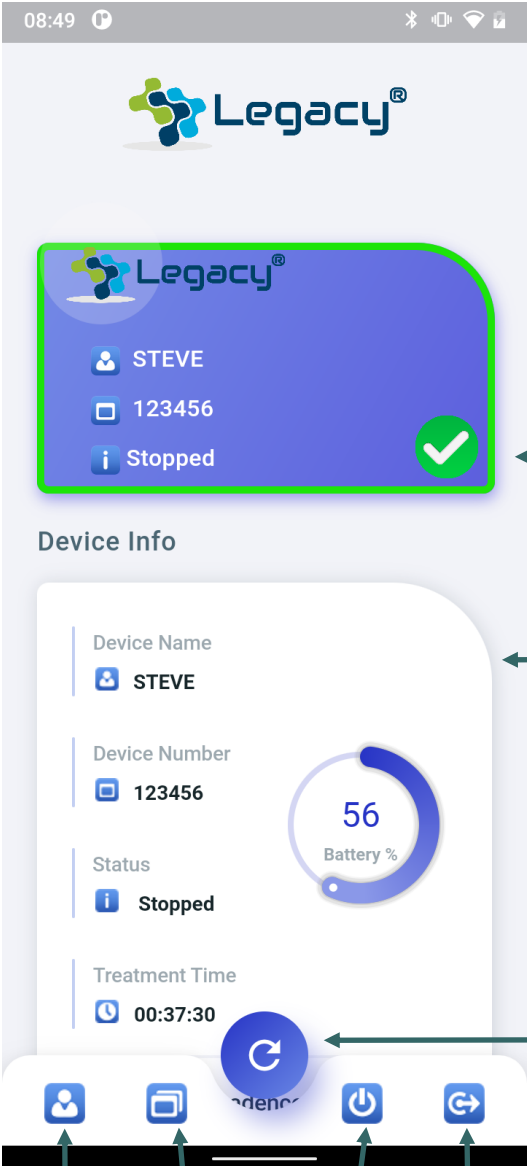 08:49
Legacy®
Legacy®
STEVE
123456
Stopped
Device Info
Device Name
STEVE
Device Number
123456
56
Battery %
Status
Stopped
Treatment Time
00:37:30